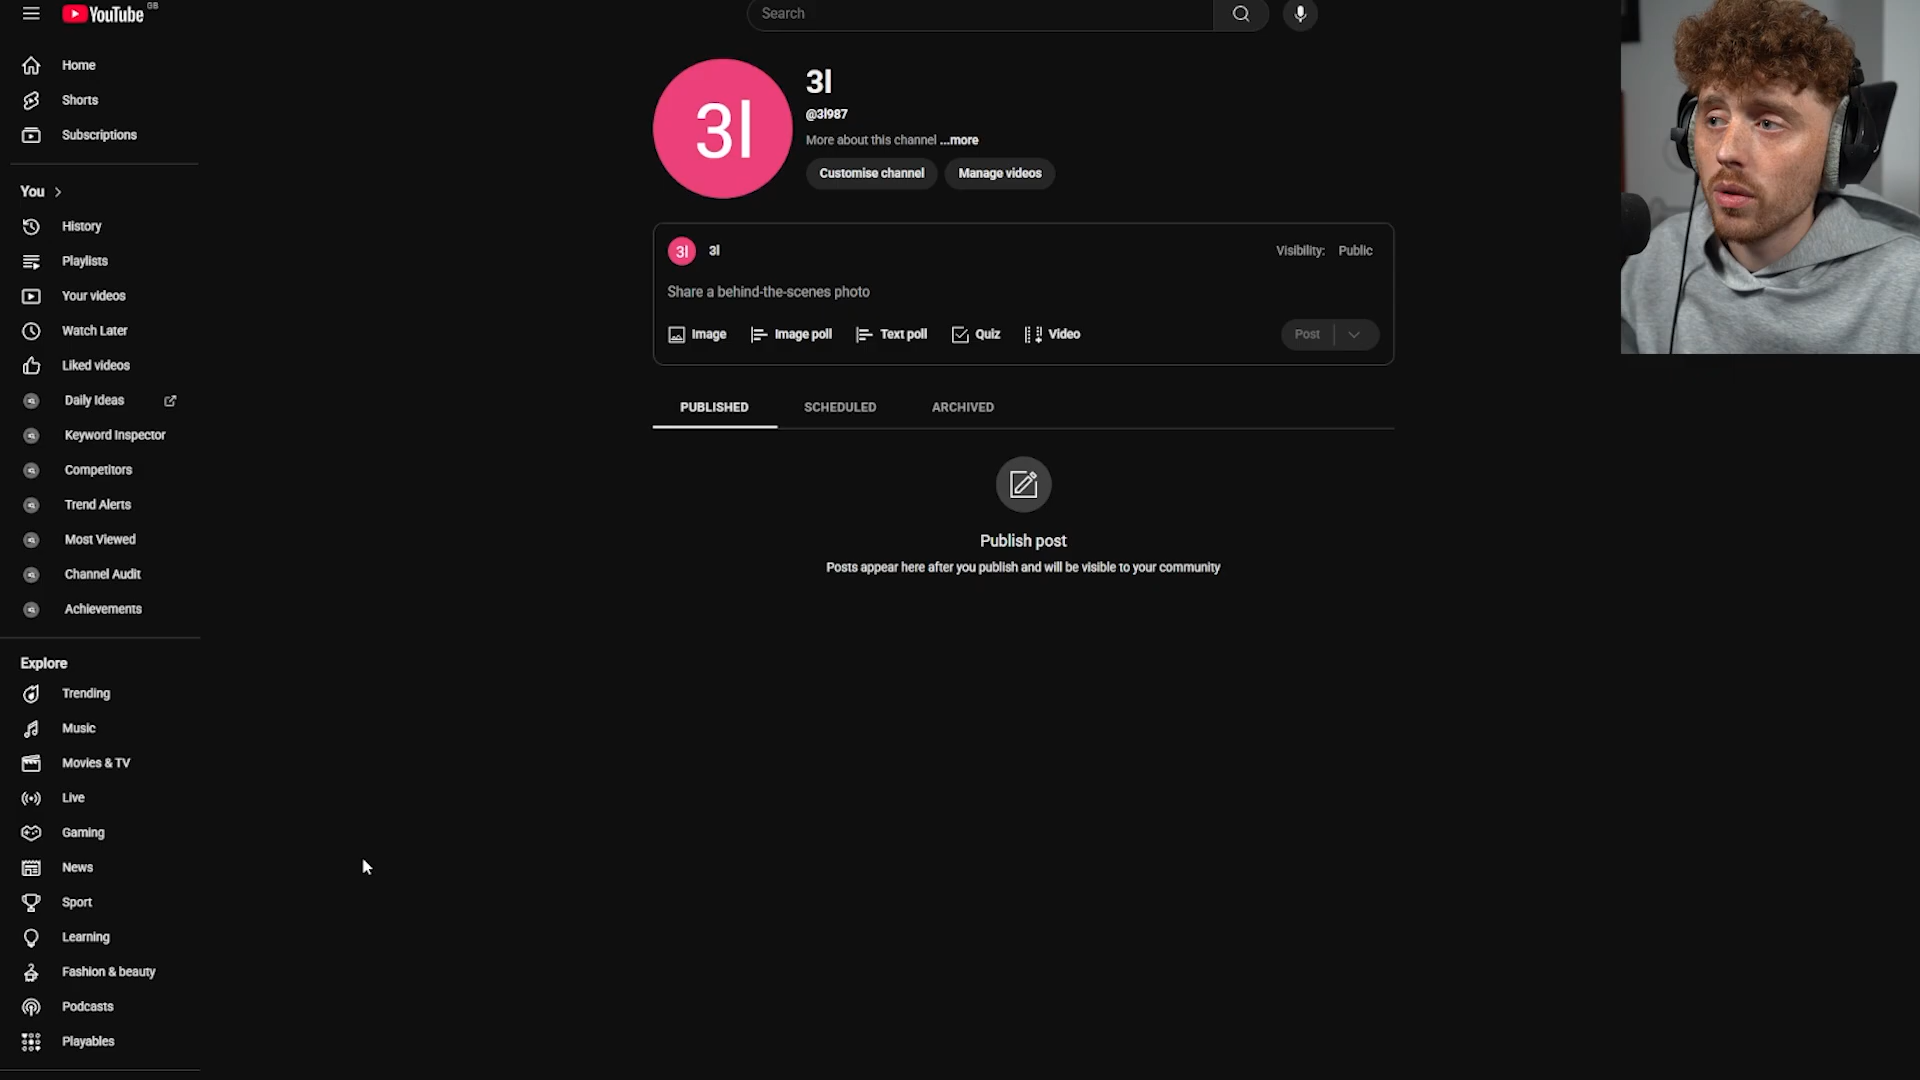 YouTube GB
Search
Home
Shorts
Subscriptions
You
History
Playlists
Your videos
Watch Later
Liked videos
Daily Ideas
Keyword Inspector
Competitors
Trend Alerts
Most Viewed
Channel Audit
Achievements
Explore
Trending
Music
Movies & TV
Live
Gaming
News
Sport
Learning
Fashion & beauty
Podcasts
Playables
3l
3l
@3l987
More about this channel ...more
Customise channel Manage videos
3l 3l Visibility: Public
Share a behind-the-scenes photo
Image Image poll Text poll Quiz Video Post
PUBLISHED SCHEDULED ARCHIVED
Publish post
Posts appear here after you publish and will be visible to your community